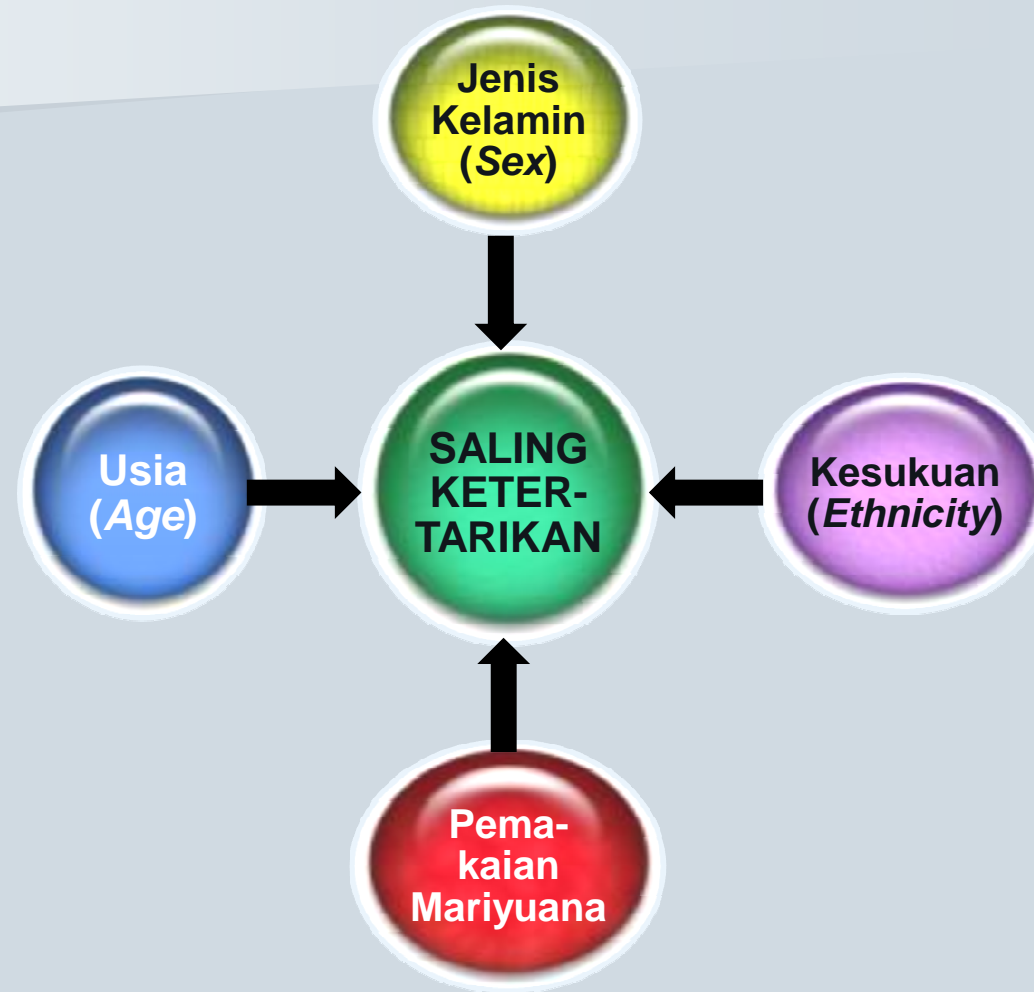 Jenis
Kelamin
(Sex)
Usia
(Age)
SALING
KETER-
TARIKAN
Kesukuan
(Ethnicity)
Pema-
kaian
Mariyuana